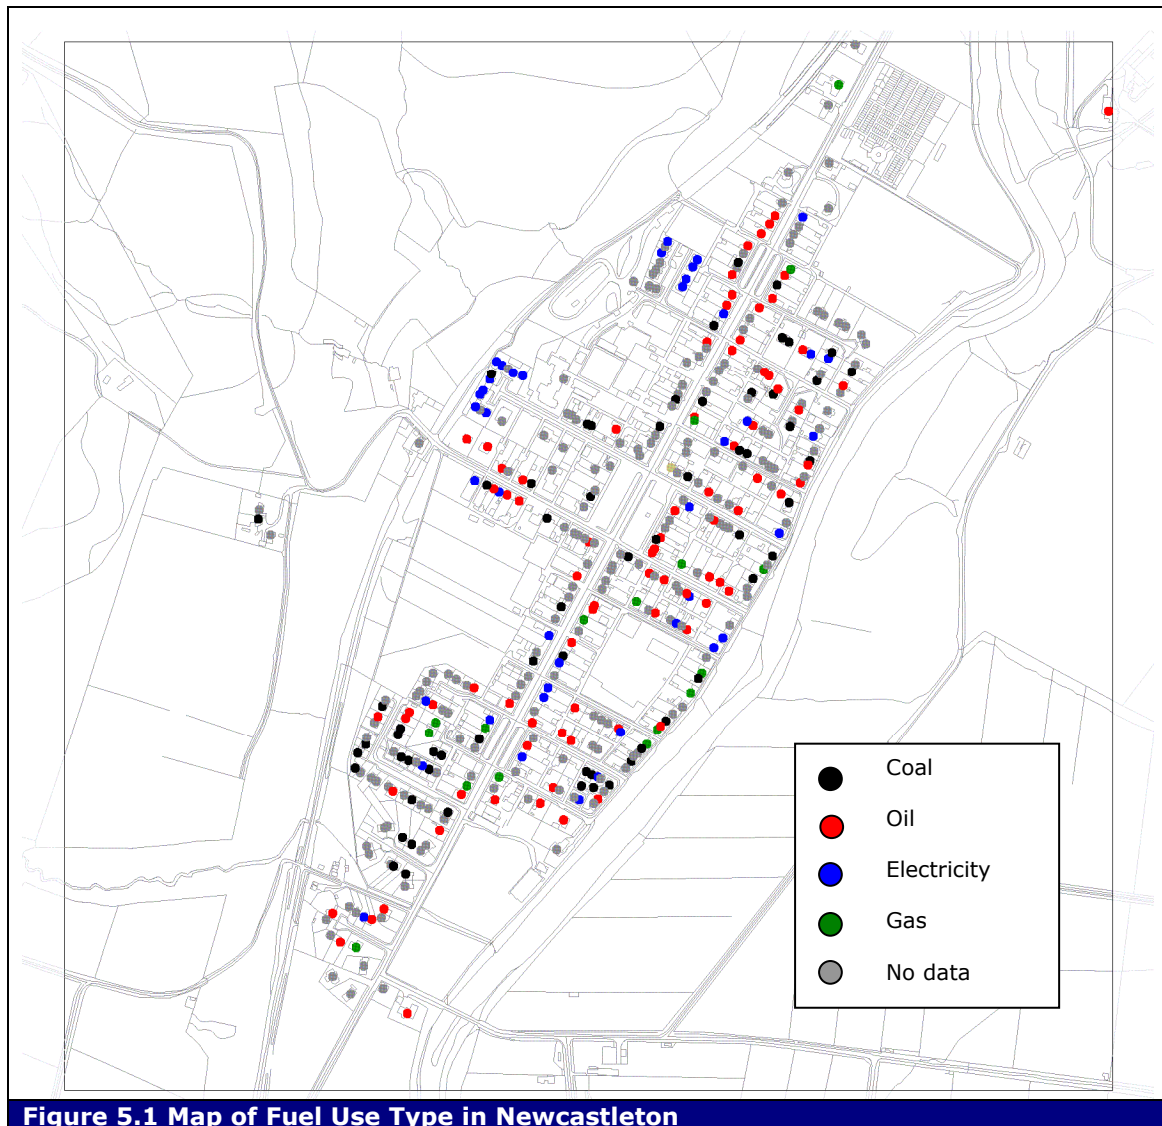 Coal
Oil
Electricity
Gas
No data
Figure 5.1 Map of Fuel Use Type in Newcastleton